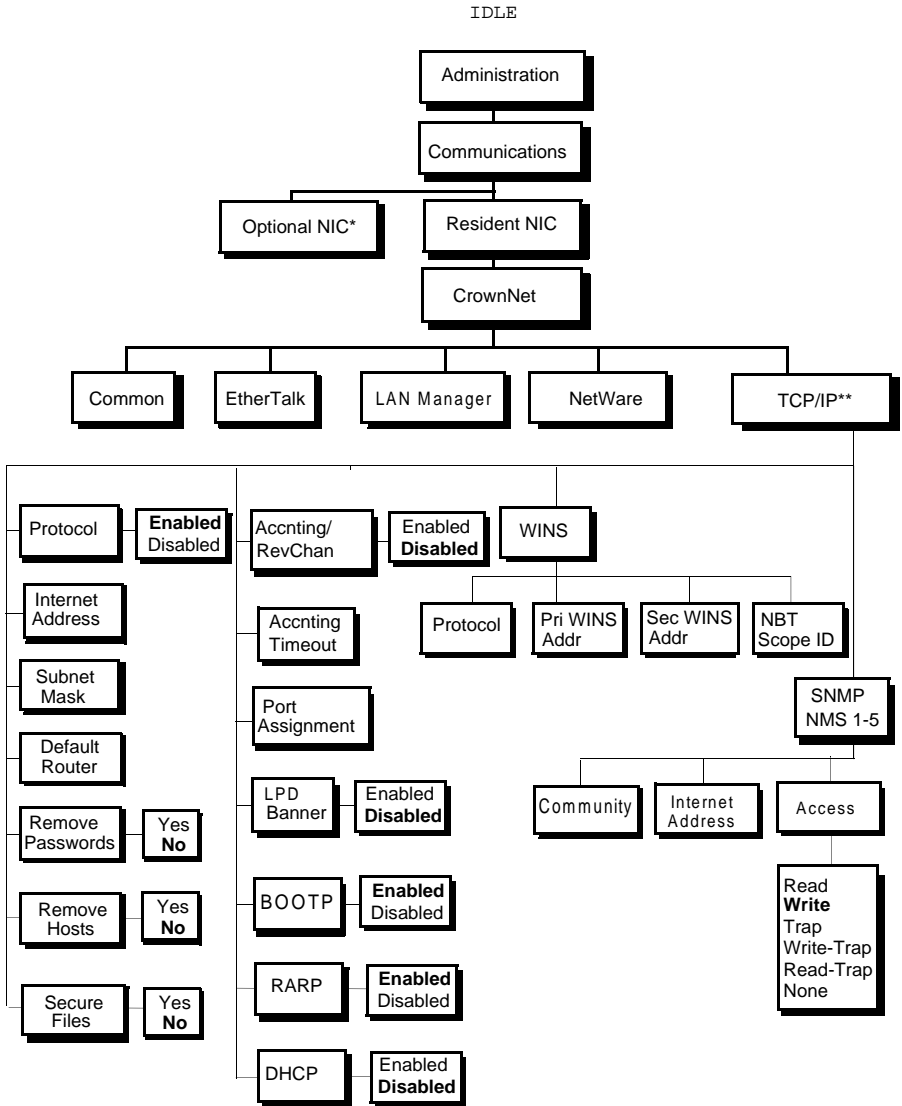 IDLE
Administration
Communications
Optional NIC*
Resident NIC
CrownNet
Common
EtherTalk
LAN Manager
NetWare
TCP/IP**
Protocol
Enabled
Disabled
Internet
Address
Subnet
Mask
Default
Router
Remove
Passwords
Yes
No
Remove
Hosts
Yes
No
Secure
Files
Yes
No
Accnting/
RevChan
Enabled
Disabled
Accnting
Timeout
Port
Assignment
LPD
Banner
Enabled
Disabled
BOOTP
Enabled
Disabled
RARP
Enabled
Disabled
DHCP
Enabled
Disabled
WINS
Protocol
Pri WINS
Addr
Sec WINS
Addr
NBT
Scope ID
SNMP
NMS 1-5
Community
Internet
Address
Access
Read
Write
Trap
Write-Trap
Read-Trap
None